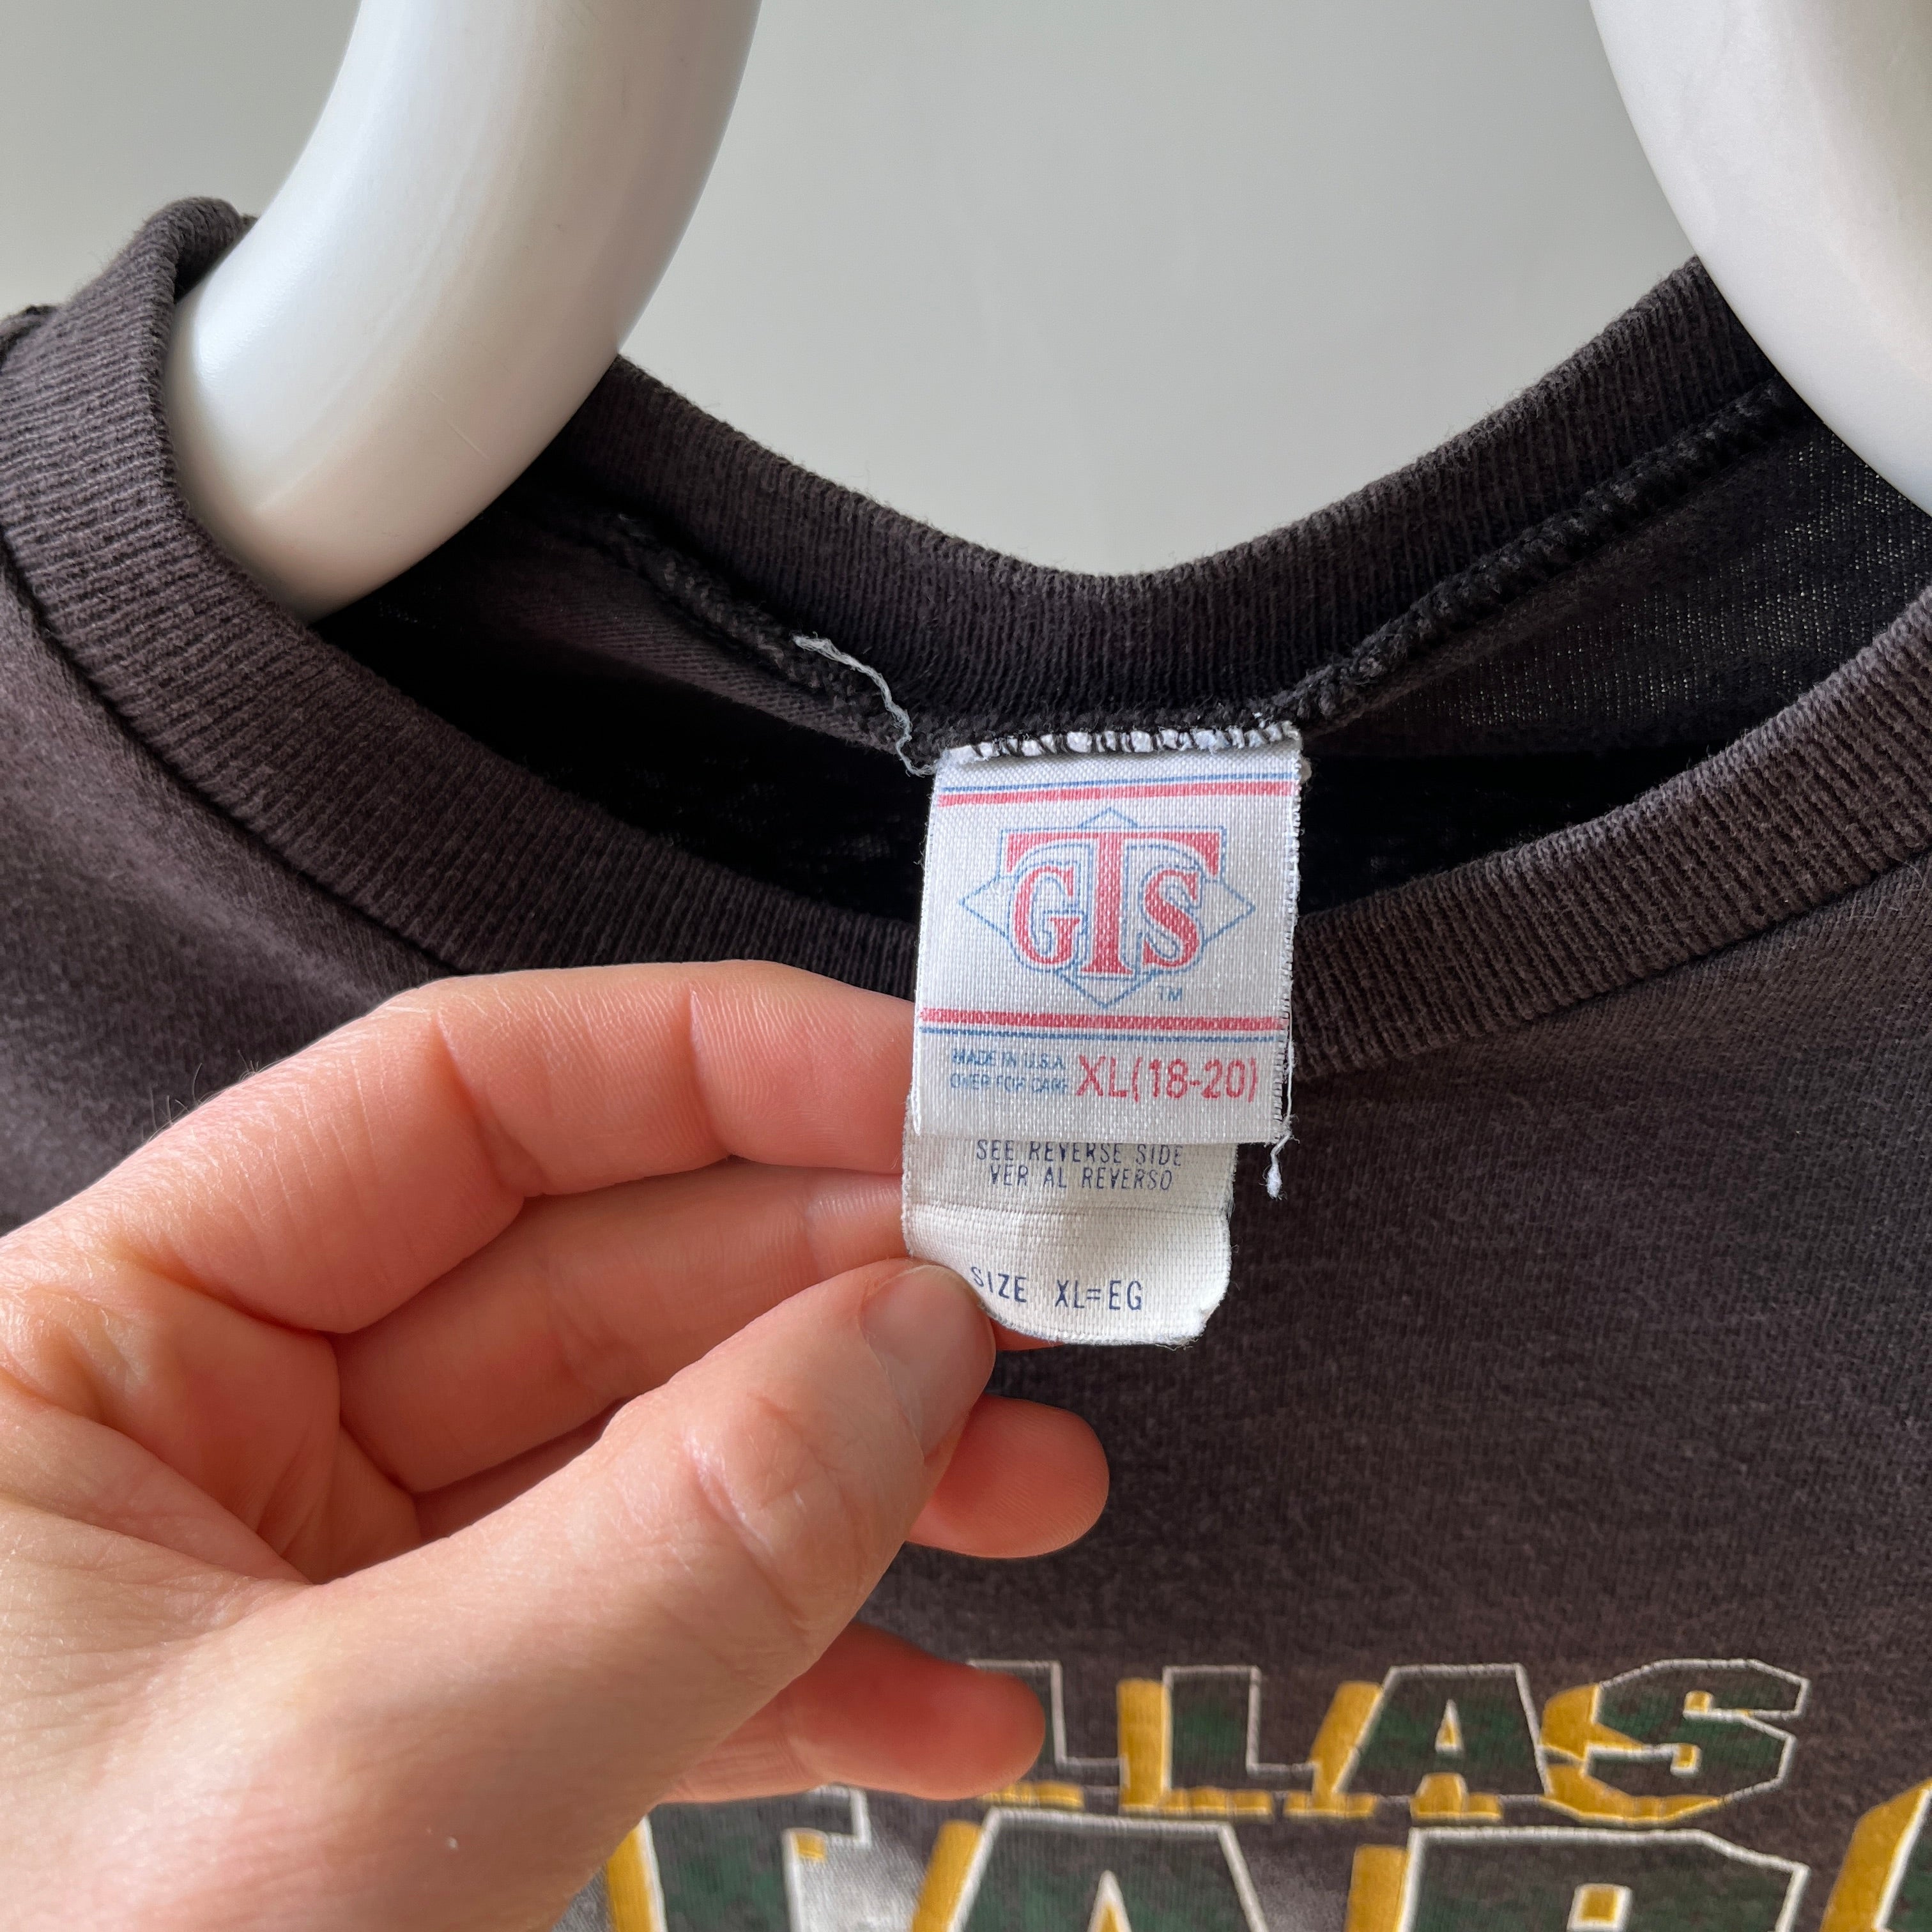 GTS
TM
MADE IN U.S.A
OVER FOR CARE
XL(18-20)
SEE REVERSE SIDE
VER AL REVERSO
SIZE XL=EG
LLAS
TAR